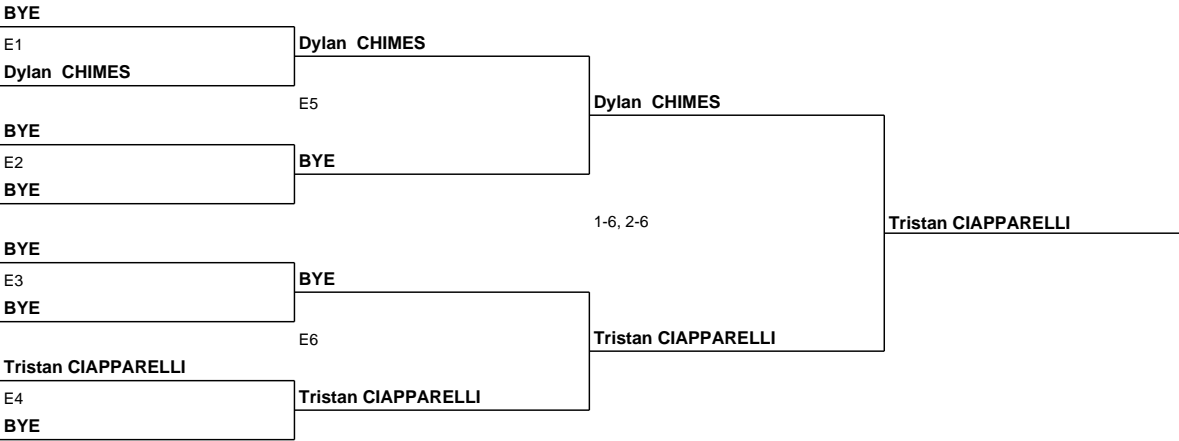 BYE
E1
Dylan CHIMES
Dylan CHIMES
E5
Dylan CHIMES
BYE
E2
BYE
BYE
1-6, 2-6
Tristan CIAPPARELLI
BYE
E3
BYE
BYE
E6
Tristan CIAPPARELLI
Tristan CIAPPARELLI
E4
Tristan CIAPPARELLI
BYE